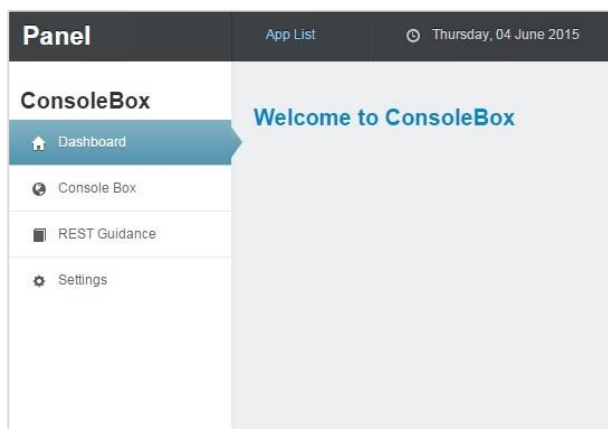 Panel
App List
Thursday, 04 June 2015
ConsoleBox
Dashboard
Console Box
REST Guidance
Settings
Welcome to ConsoleBox